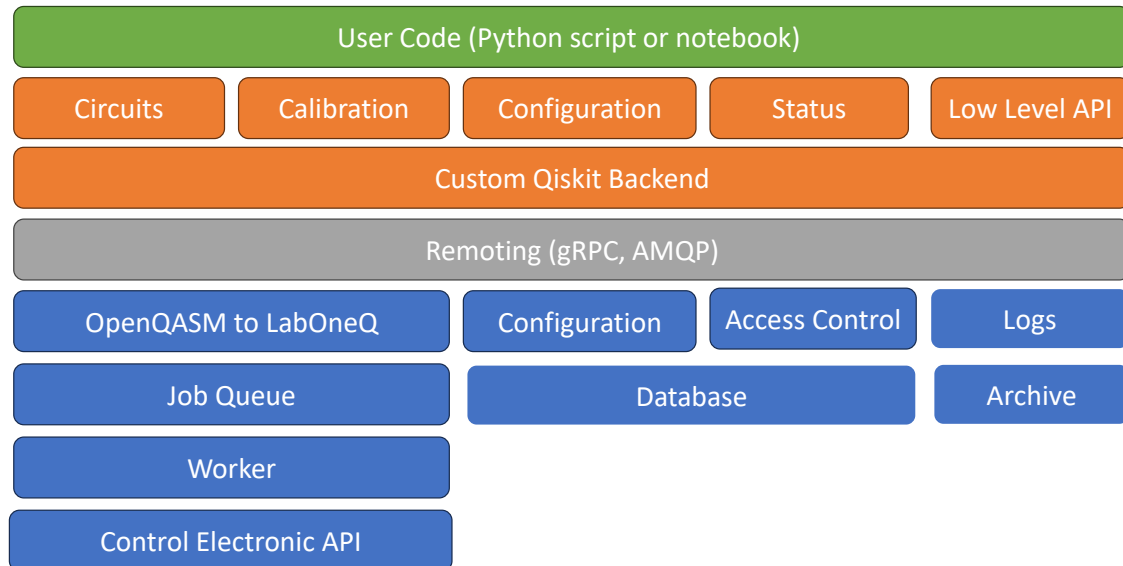 User Code (Python script or notebook)
Circuits
Calibration
Configuration
Status
Low Level API
Custom Qiskit Backend
Remoting (gRPC, AMQP)
OpenQASM to LabOneQ
Configuration
Access Control
Logs
Job Queue
Database
Archive
Worker
Control Electronic API